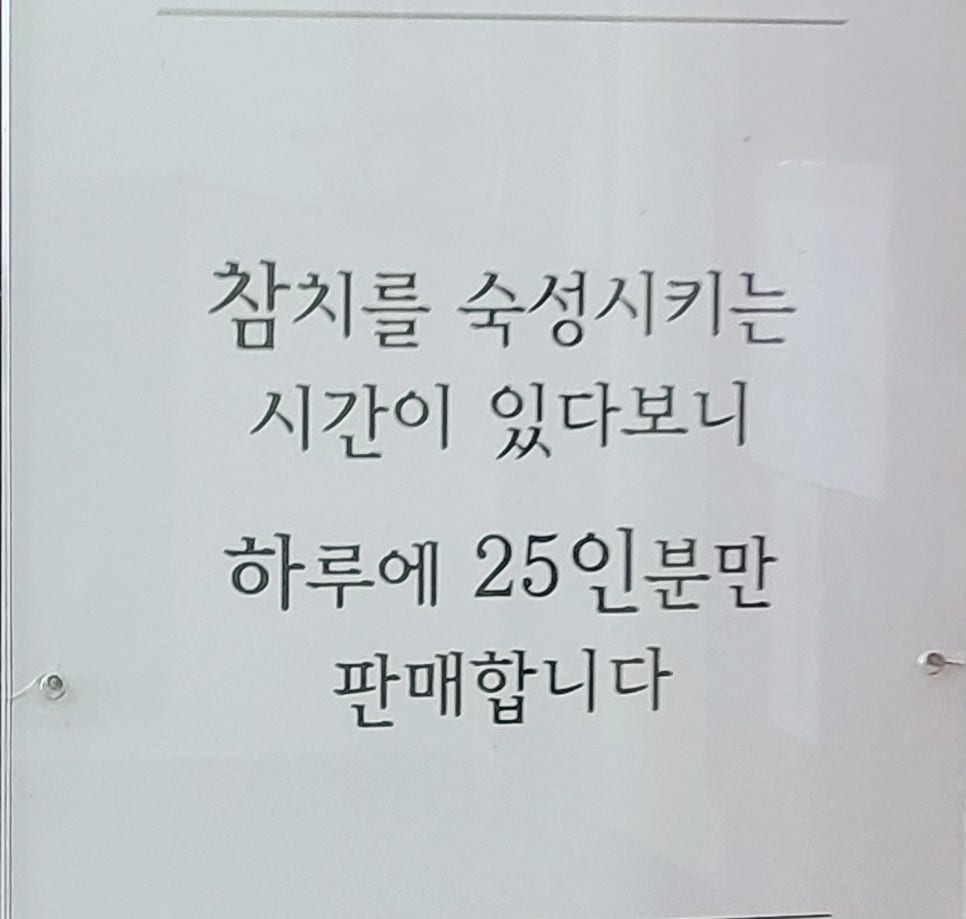 참치를 숙성시키는
시간이 있다보니
하루에 25인분만
판매합니다